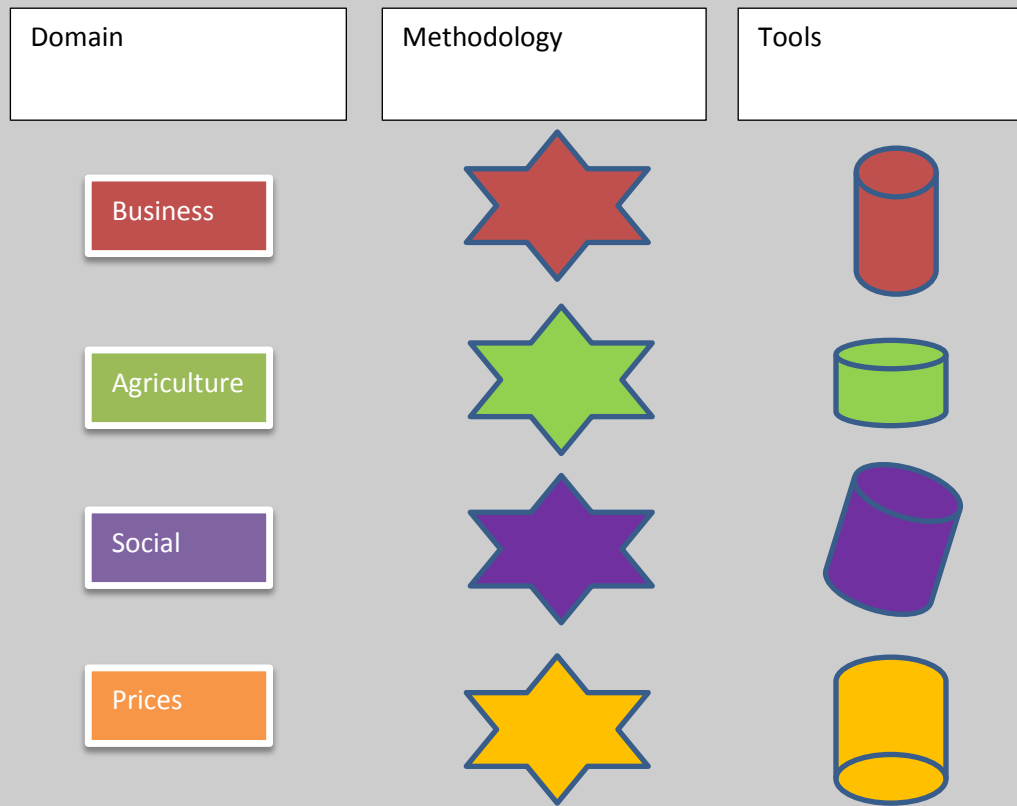 Domain
Methodology
Tools
Business
Agriculture
Social
Prices